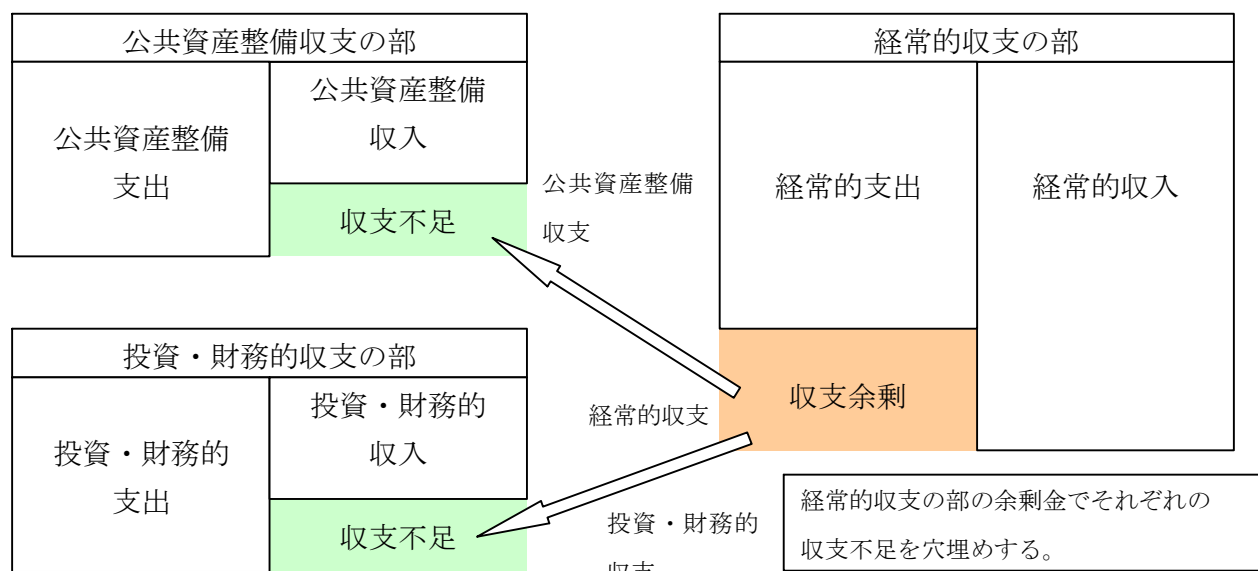 公共資産整備収支の部
公共資産整備
支出
公共資産整備
収入
収支不足
公共資産整備
収支
経常的収支の部
経常的支出
経常的収入
収支余剰
経常的収支
投資・財務的収支の部
投資・財務的
支出
投資・財務的
収入
収支不足
投資・財務的
収支
経常的収支の部の余剰金でそれぞれの
収支不足を穴埋めする。